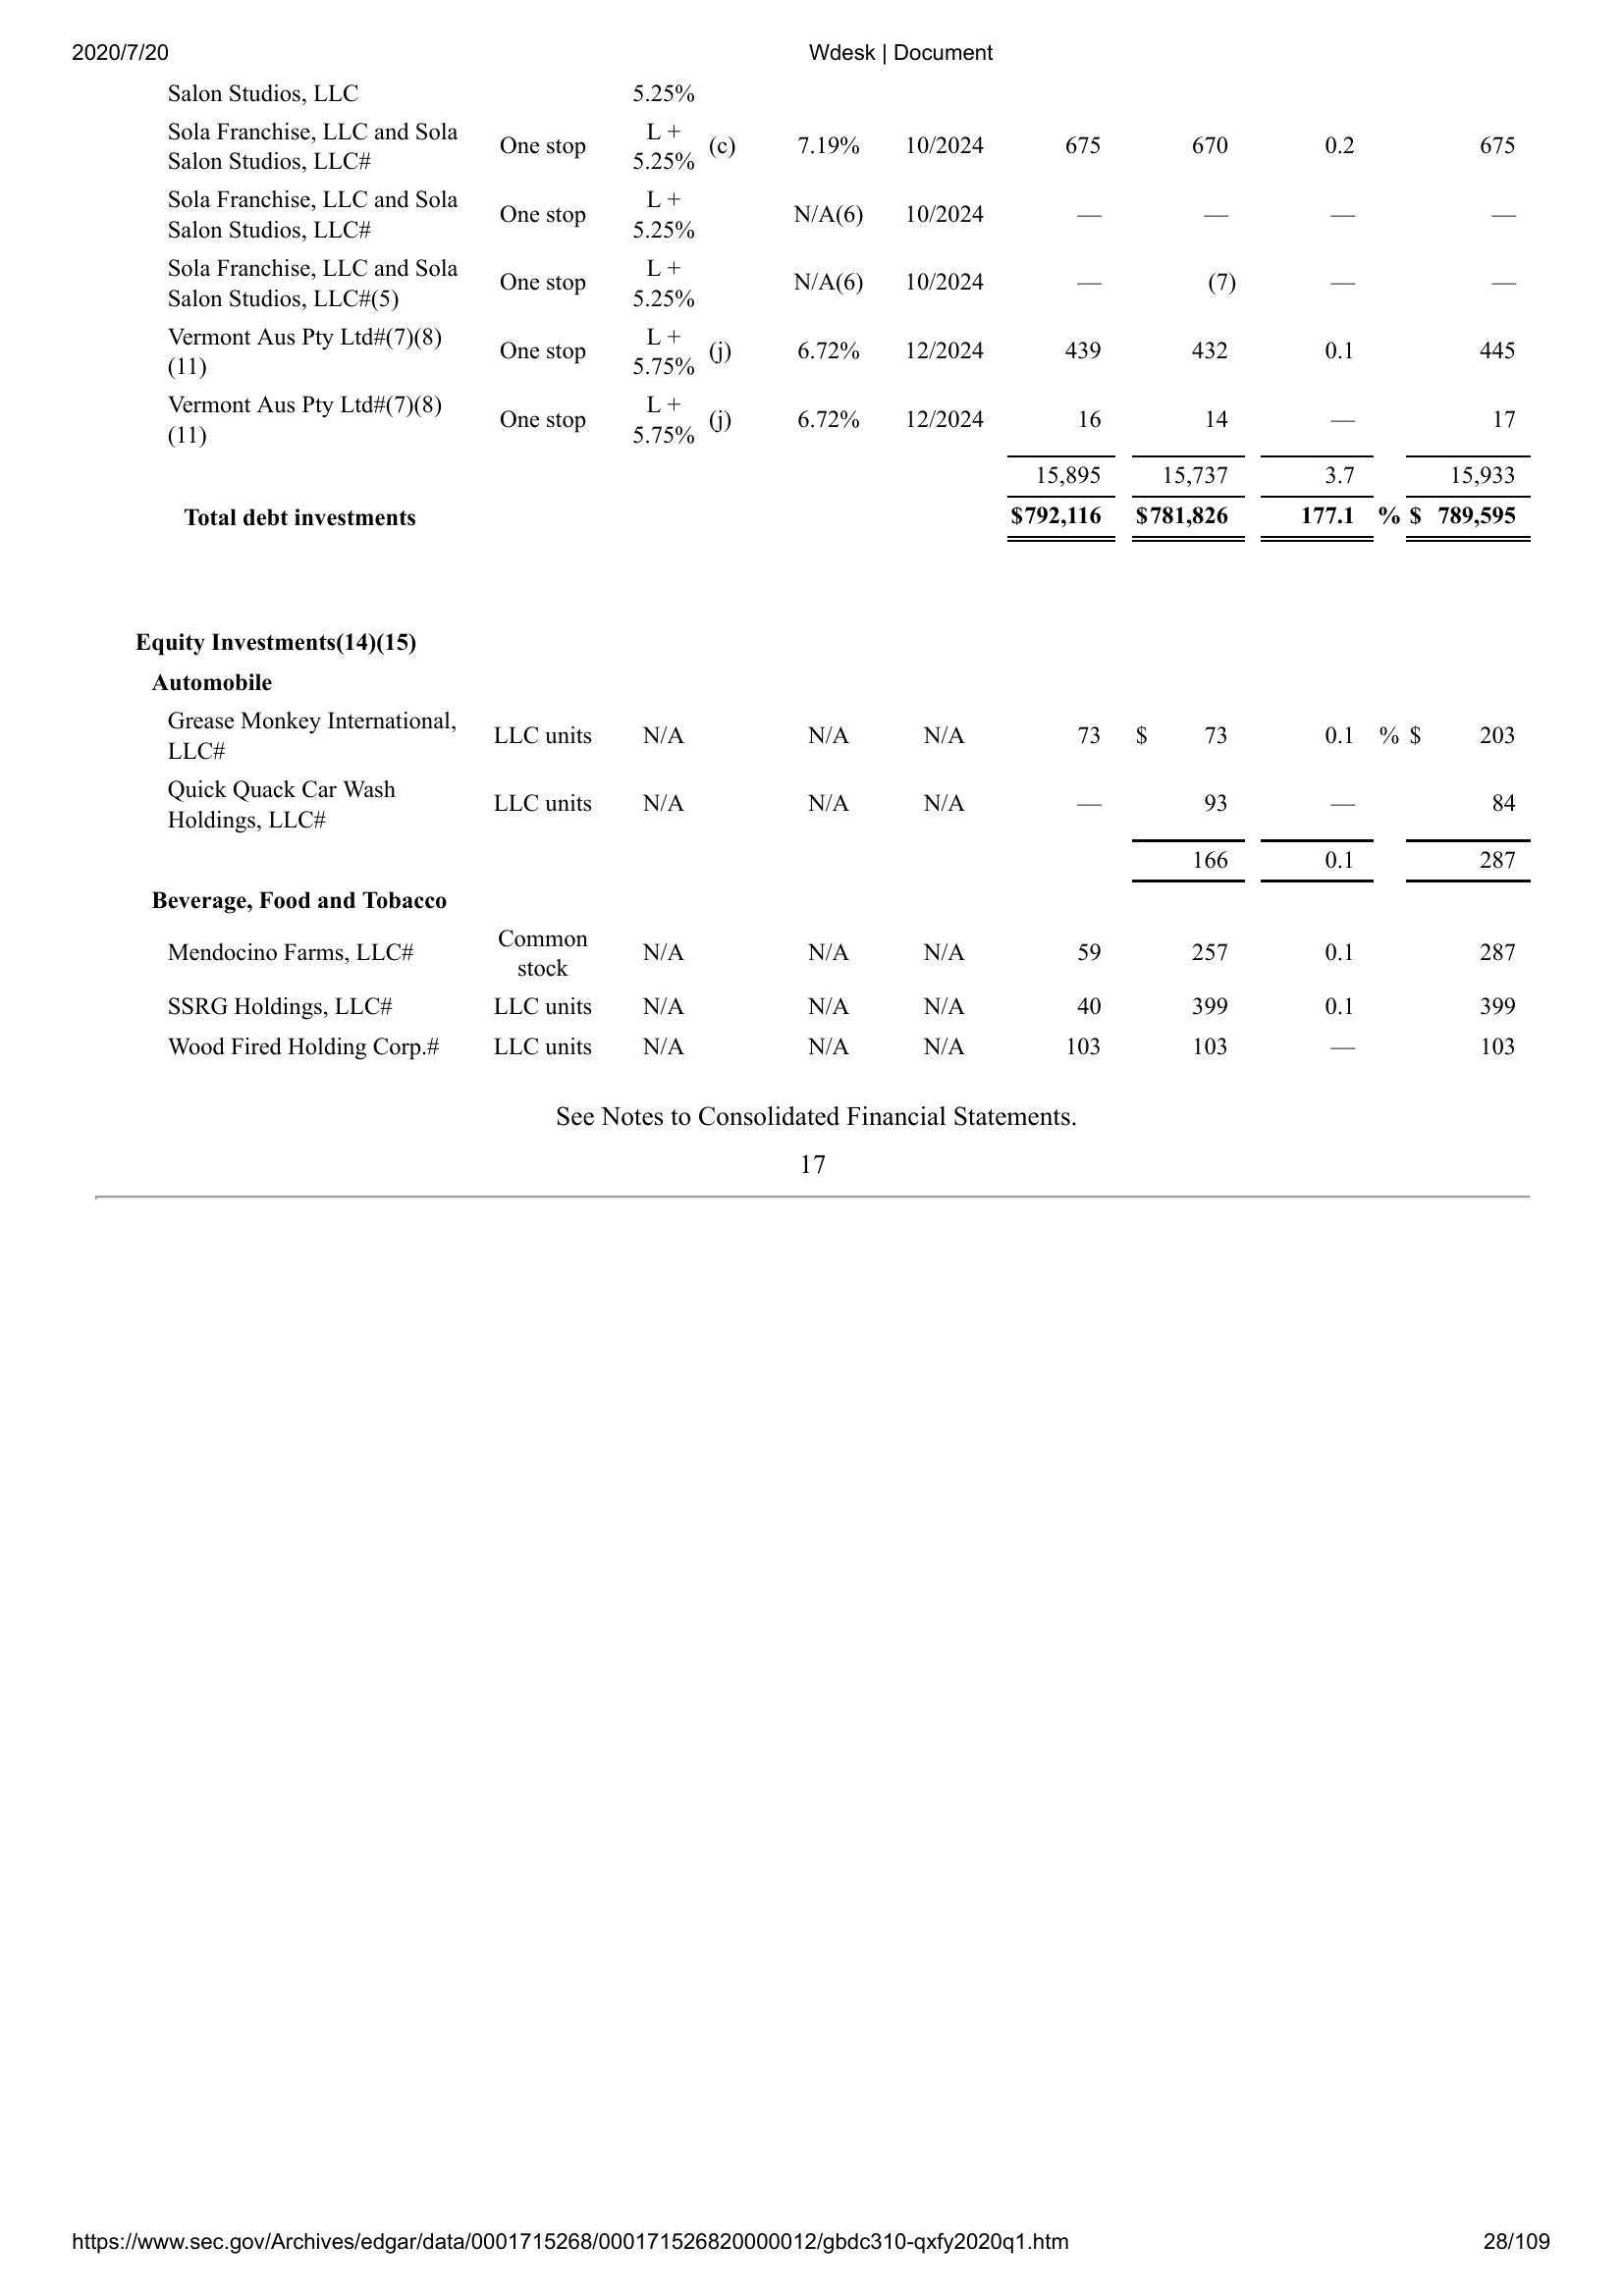 2020/7/20 Wdesk | Document
Salon Studios, LLC 5.25%
Sola Franchise, LLC and Sola Salon Studios, LLC# One stop L + 5.25% (c) 7.19% 10/2024 675 670 0.2 675
Sola Franchise, LLC and Sola Salon Studios, LLC# One stop L + 5.25% N/A(6) 10/2024 — — — —
Sola Franchise, LLC and Sola Salon Studios, LLC#(5) One stop L + 5.25% N/A(6) 10/2024 — (7) — —
Vermont Aus Pty Ltd#(7)(8)(11) One stop L + 5.75% (j) 6.72% 12/2024 439 432 0.1 445
Vermont Aus Pty Ltd#(7)(8)(11) One stop L + 5.75% (j) 6.72% 12/2024 16 14 — 17
15,895 15,737 3.7 15,933
Total debt investments $792,116 $781,826 177.1 % $ 789,595
Equity Investments(14)(15)
Automobile
Grease Monkey International, LLC# LLC units N/A N/A N/A 73 $ 73 0.1 % $ 203
Quick Quack Car Wash Holdings, LLC# LLC units N/A N/A N/A — 93 — 84
166 0.1 287
Beverage, Food and Tobacco
Mendocino Farms, LLC# Common stock N/A N/A N/A 59 257 0.1 287
SSRG Holdings, LLC# LLC units N/A N/A N/A 40 399 0.1 399
Wood Fired Holding Corp.# LLC units N/A N/A N/A 103 103 — 103
See Notes to Consolidated Financial Statements.
17
https://www.sec.gov/Archives/edgar/data/0001715268/000171526820000012/gbdc310-qxfy2020q1.htm 28/109